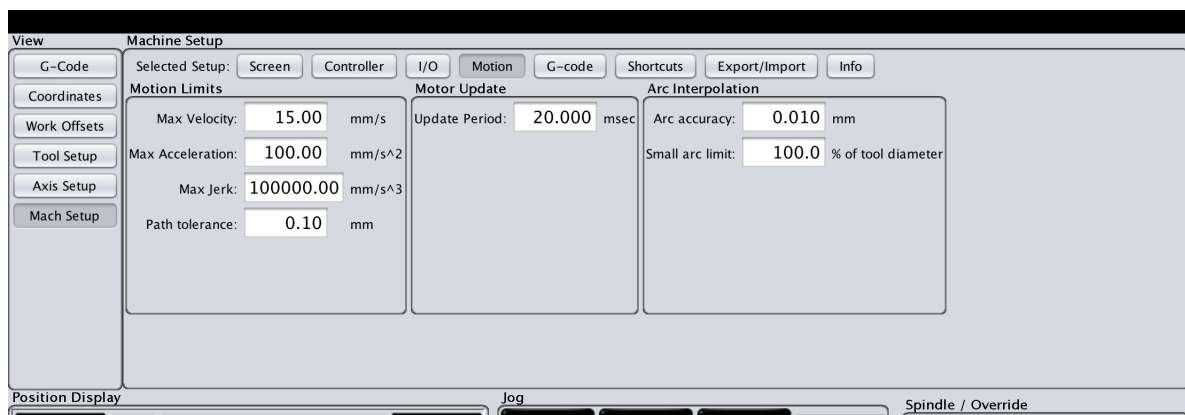 View Machine Setup
G-Code Selected Setup: Screen Controller I/O Motion G-code Shortcuts Export/Import Info
Coordinates
Work Offsets
Tool Setup
Axis Setup
Mach Setup
Motion Limits
Max Velocity: 15.00 mm/s
Max Acceleration: 100.00 mm/s^2
Max Jerk: 100000.00 mm/s^3
Path tolerance: 0.10 mm
Motor Update
Update Period: 20.000 msec
Arc Interpolation
Arc accuracy: 0.010 mm
Small arc limit: 100.0 % of tool diameter
Position Display Jog Spindle / Override